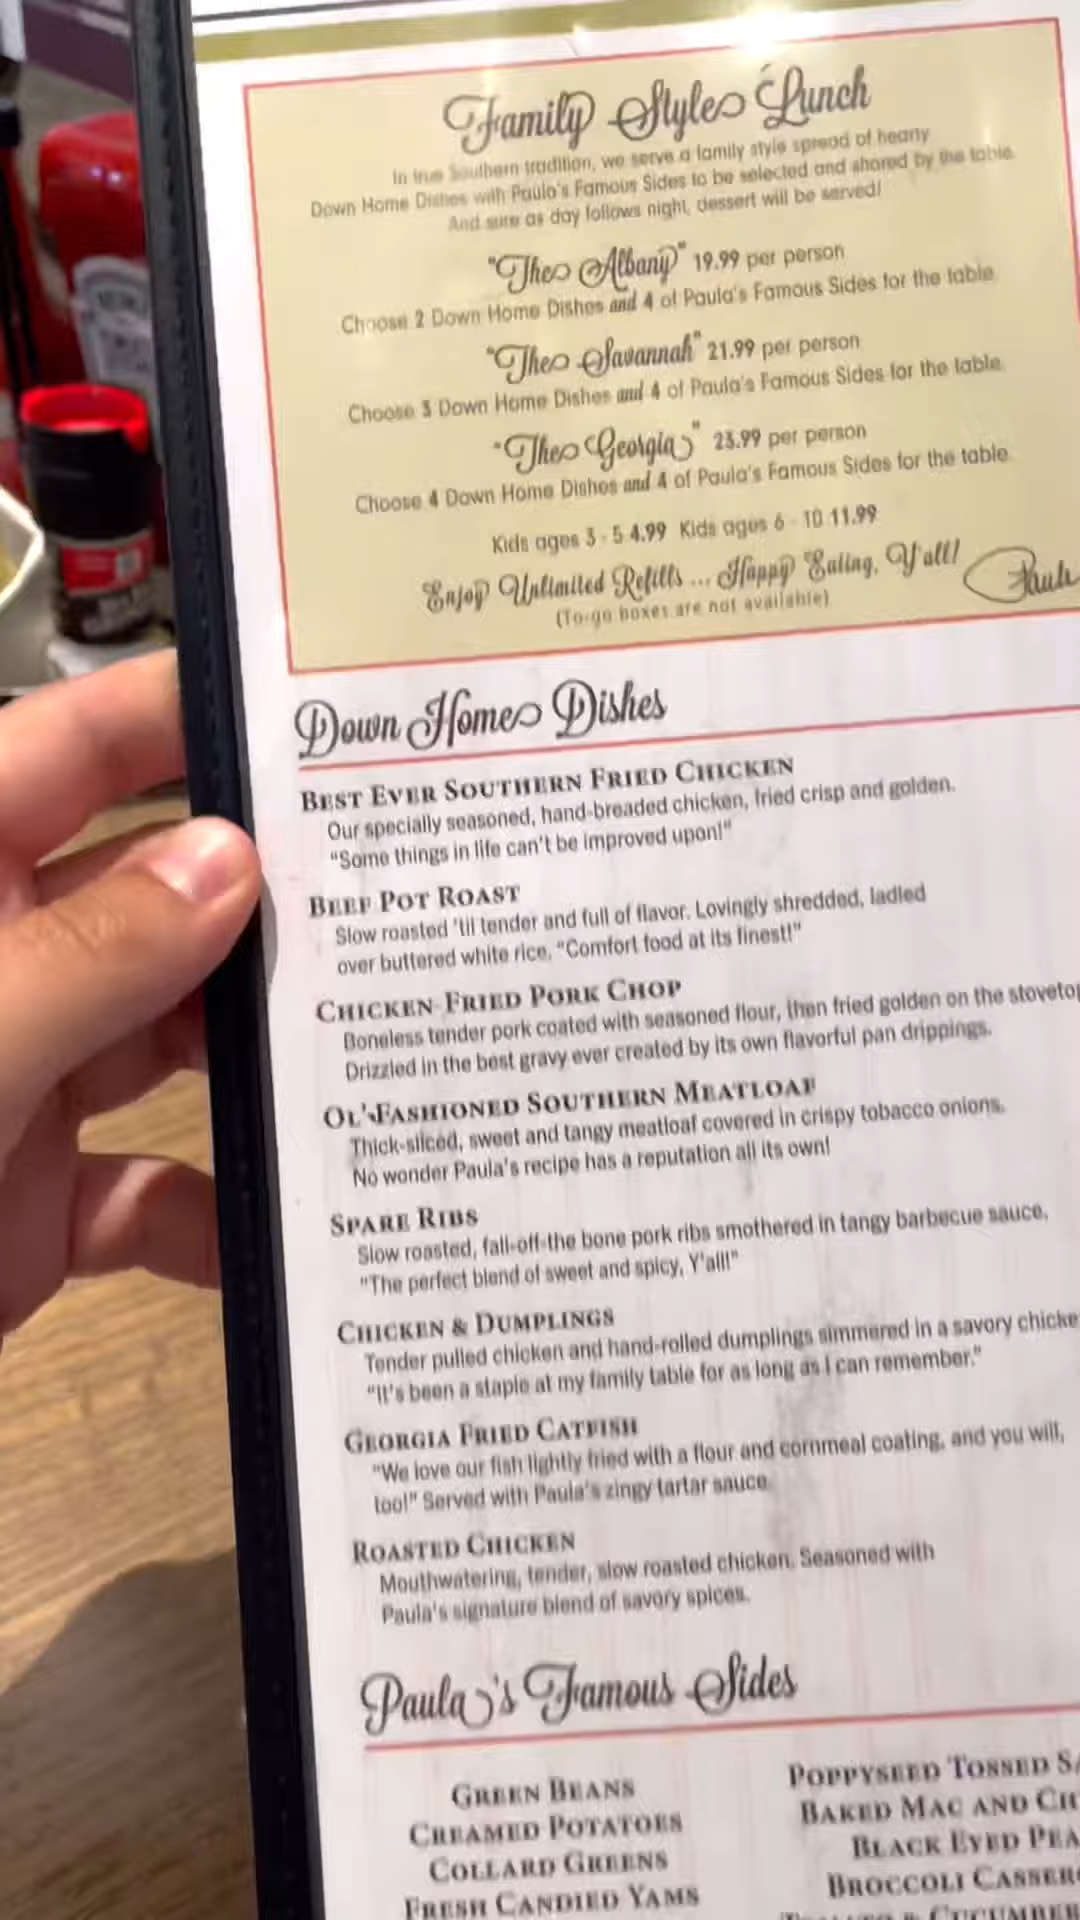 Family Style Lunch
In true Southern tradition, we serve a family style spread of hearty
Down Home Dishes with Paula's Famous Sides to be selected and shared by the table.
And sure as day follows night, dessert will be served!
"The Albany" 19.99 per person
Choose 2 Down Home Dishes and 4 of Paula's Famous Sides for the table.
"The Savannah" 21.99 per person
Choose 3 Down Home Dishes and 4 of Paula's Famous Sides for the table.
"The Georgia" 23.99 per person
Choose 4 Down Home Dishes and 4 of Paula's Famous Sides for the table.
Kids ages 3 - 5 4.99 Kids ages 6 - 10 11.99
Enjoy Unlimited Refills ... Happy Eating, Y'all!
Paula
(To-go boxes are not available)
Down Home Dishes
BEST EVER SOUTHERN FRIED CHICKEN
Our specially seasoned, hand-breaded chicken, fried crisp and golden.
"Some things in life can't be improved upon!"
BEEF POT ROAST
Slow roasted 'til tender and full of flavor. Lovingly shredded, ladled
over buttered white rice. "Comfort food at its finest!"
CHICKEN-FRIED PORK CHOP
Boneless tender pork coated with seasoned flour, then fried golden on the stovetop
Drizzled in the best gravy ever created by its own flavorful pan drippings.
OL'-FASHIONED SOUTHERN MEATLOAF
Thick-sliced, sweet and tangy meatloaf covered in crispy tobacco onions.
No wonder Paula's recipe has a reputation all its own!
SPARE RIBS
Slow roasted, fall-off-the bone pork ribs smothered in tangy barbecue sauce.
"The perfect blend of sweet and spicy, Y'all!"
CHICKEN & DUMPLINGS
Tender pulled chicken and hand-rolled dumplings simmered in a savory chicke
"It's been a staple at my family table for as long as I can remember."
GEORGIA FRIED CATFISH
"We love our fish lightly fried with a flour and cornmeal coating, and you will,
too!" Served with Paula's zingy tartar sauce.
ROASTED CHICKEN
Mouthwatering, tender, slow roasted chicken. Seasoned with
Paula's signature blend of savory spices.
Paula's Famous Sides
GREEN BEANS
CREAMED POTATOES
COLLARD GREENS
FRESH CANDIED YAMS
POPPYSEED TOSSED SA
BAKED MAC AND CH
BLACK EYED PEA
BROCCOLI CASSER
TOMATO & CUCUMBER